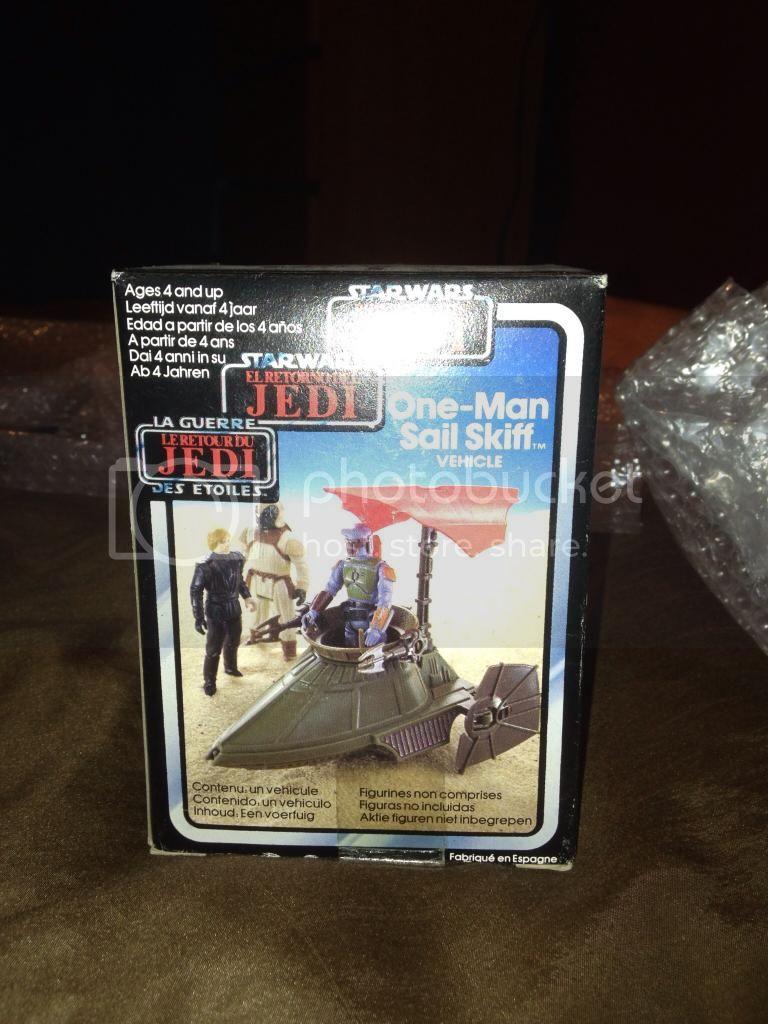 Ages 4 and up
Leeftijd vanaf 4 jaar
Edad a partir de los 4 años
A partir de 4 ans
Dai 4 anni in su
Ab 4 Jahren
STAR WARS
STAR WARS
EL RETORNO DEL
JEDI
LA GUERRE
LE RETOUR DU
JEDI
DES ETOILES
One-Man
Sail Skiff™
VEHICLE
photobucket
host. store. share.
Contenu: un vehicule
Contenido: un vehiculo
Inhoud: Een voertuig
Figurines non comprises
Figuras no incluidas
Aktie figuren niet inbegrepen
Fabriqué en Espagne